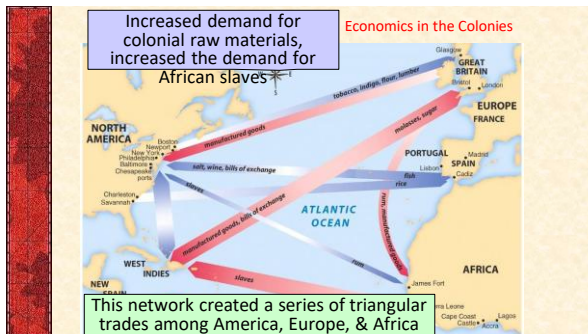 Increased demand for
colonial raw materials,
increased the demand for
African slaves
Economics in the Colonies
Glasgow
GREAT
BRITAIN
Bristol
London
tobacco, indigo, flour, lumber
EUROPE
FRANCE
molasses, sugar
NORTH
AMERICA
Boston
Newport
New York
Philadelphia
Baltimore
Chesapeake
ports
manufactured goods
PORTUGAL
Madrid
SPAIN
Lisbon
Cadiz
salt, wine, bills of exchange
fish
rice
slaves
Charleston
Savannah
ATLANTIC
OCEAN
manufactured goods, bills of exchange
rum, manufactured goods
rum
WEST
INDIES
AFRICA
slaves
James Fort
NEW
SPAIN
Leone
Cape Coast
Castle
Lagos
Accra
This network created a series of triangular
trades among America, Europe, & Africa